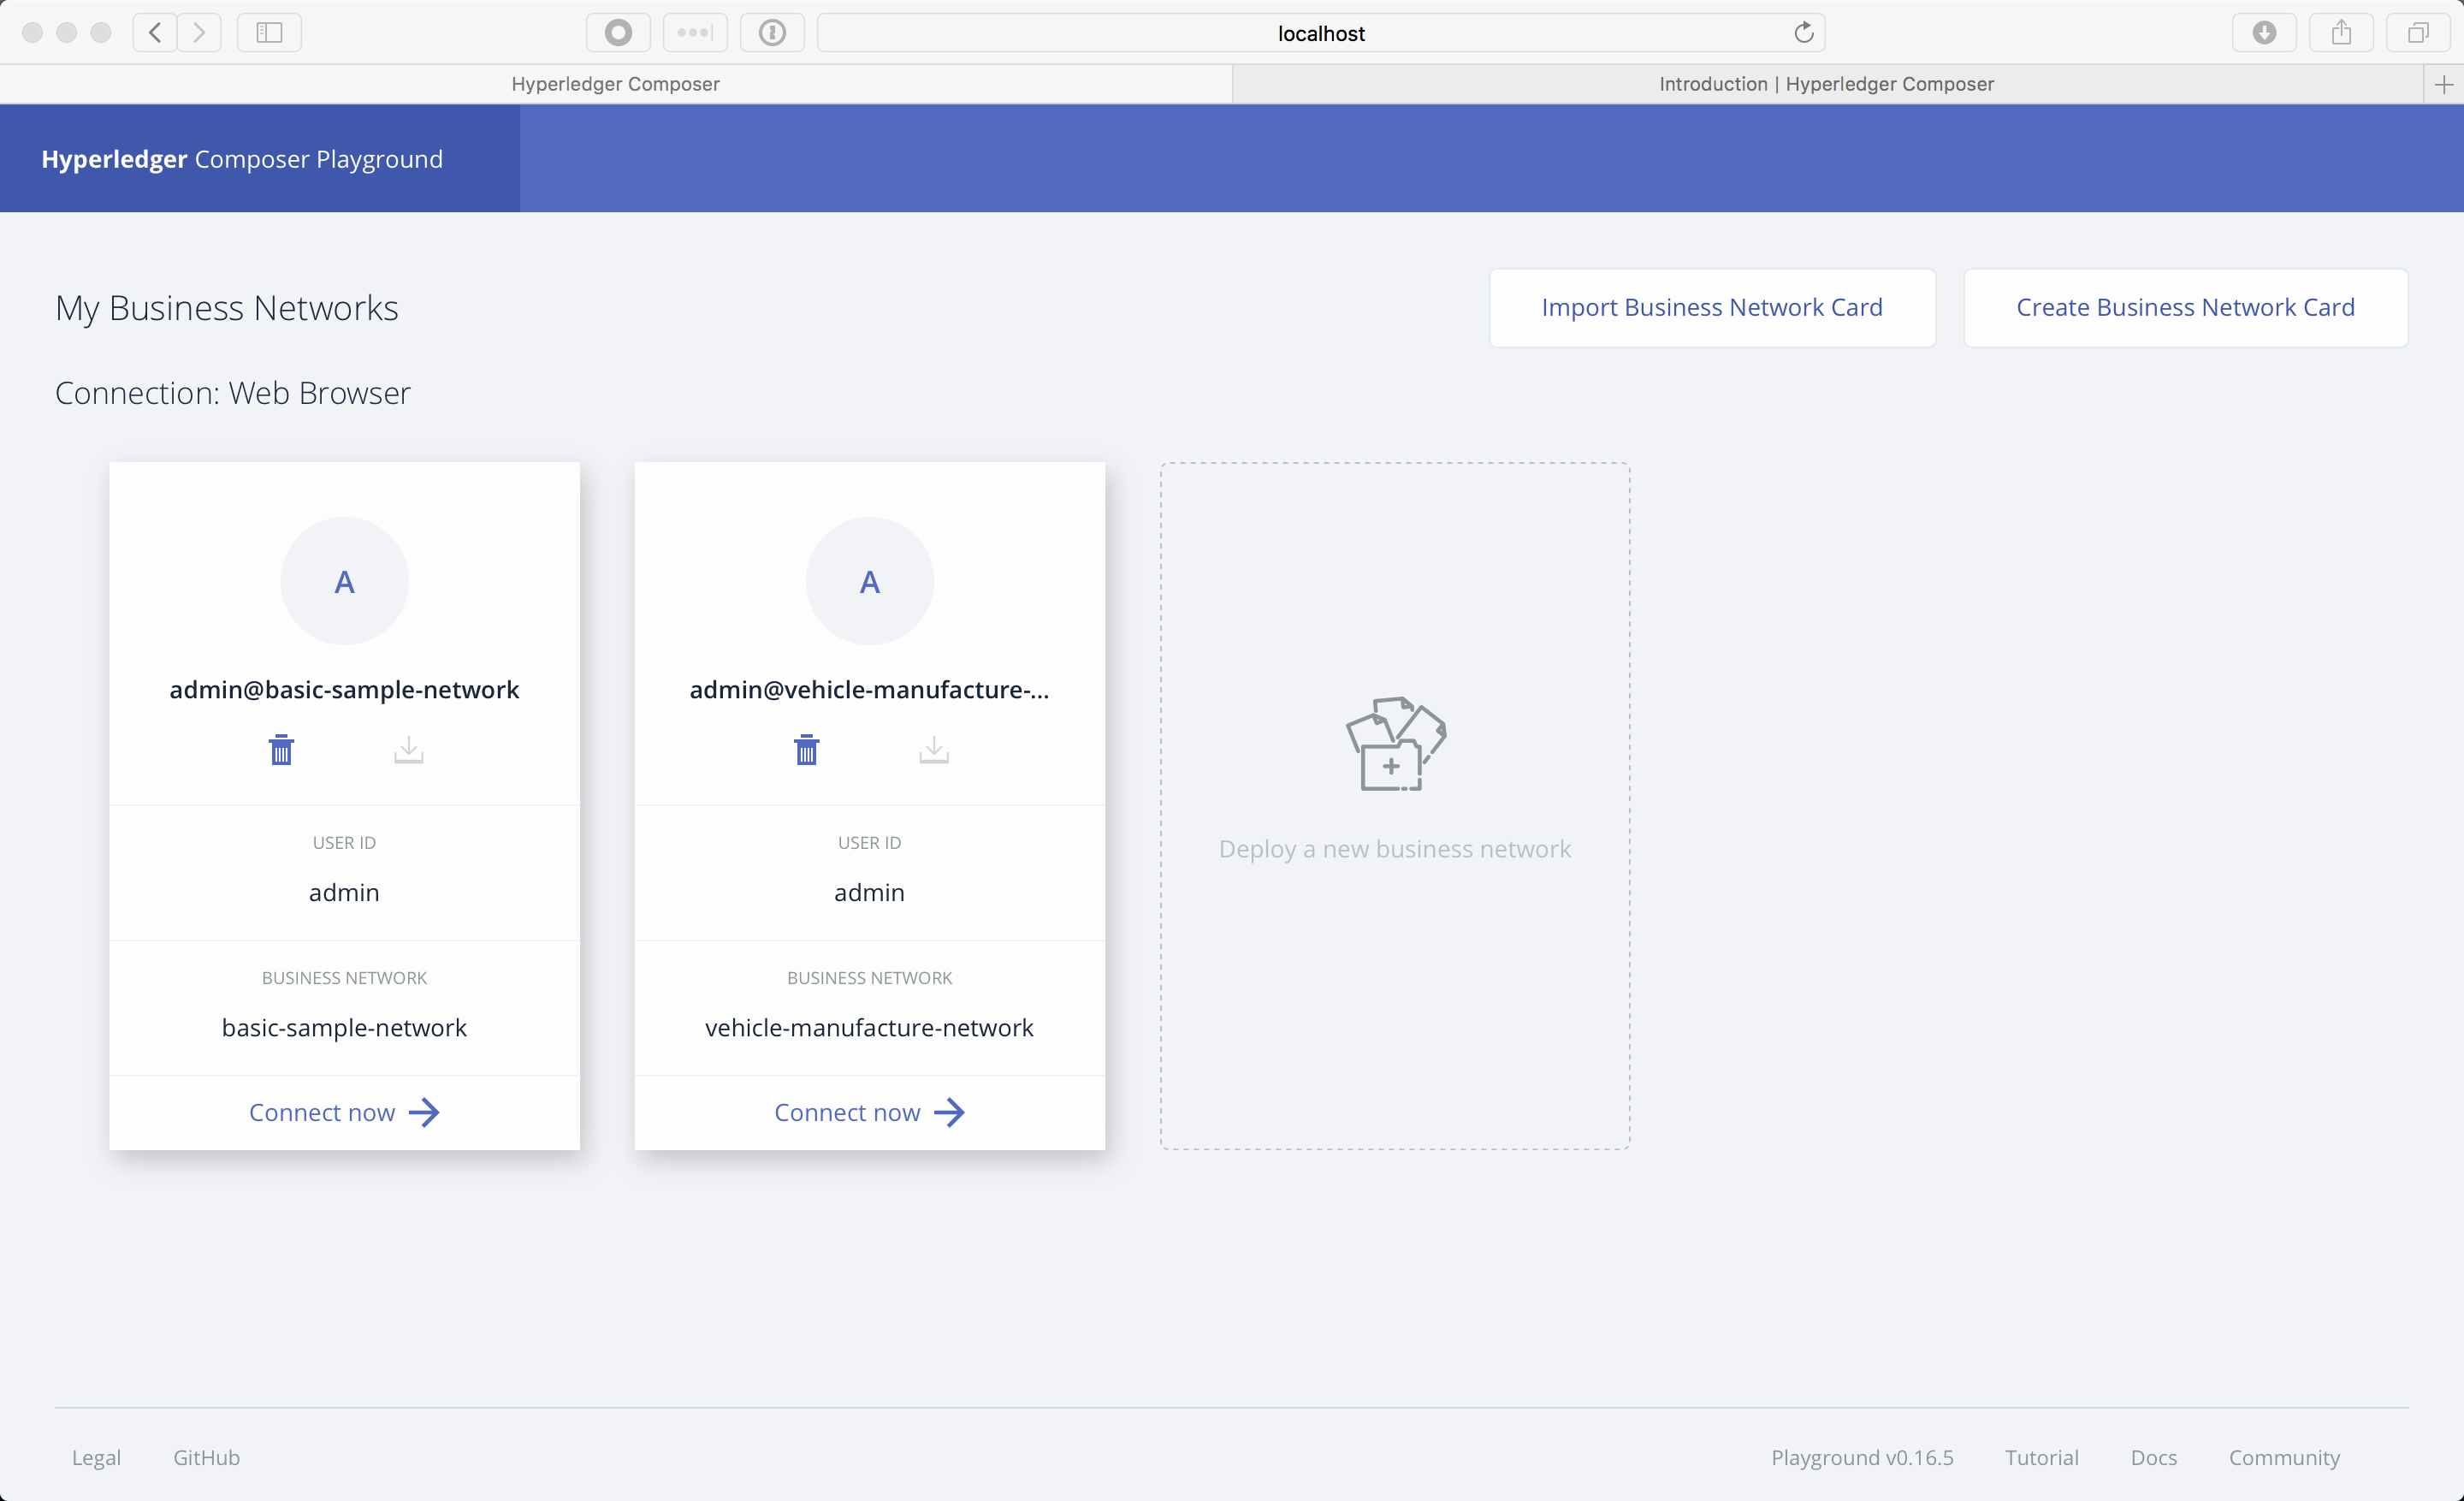 localhost
Hyperledger Composer
Introduction | Hyperledger Composer
Hyperledger Composer Playground
My Business Networks
Import Business Network Card
Create Business Network Card
Connection: Web Browser
A
admin@basic-sample-network
USER ID
admin
BUSINESS NETWORK
basic-sample-network
Connect now
A
admin@vehicle-manufacture-...
USER ID
admin
BUSINESS NETWORK
vehicle-manufacture-network
Connect now
Deploy a new business network
Legal
GitHub
Playground v0.16.5
Tutorial
Docs
Community